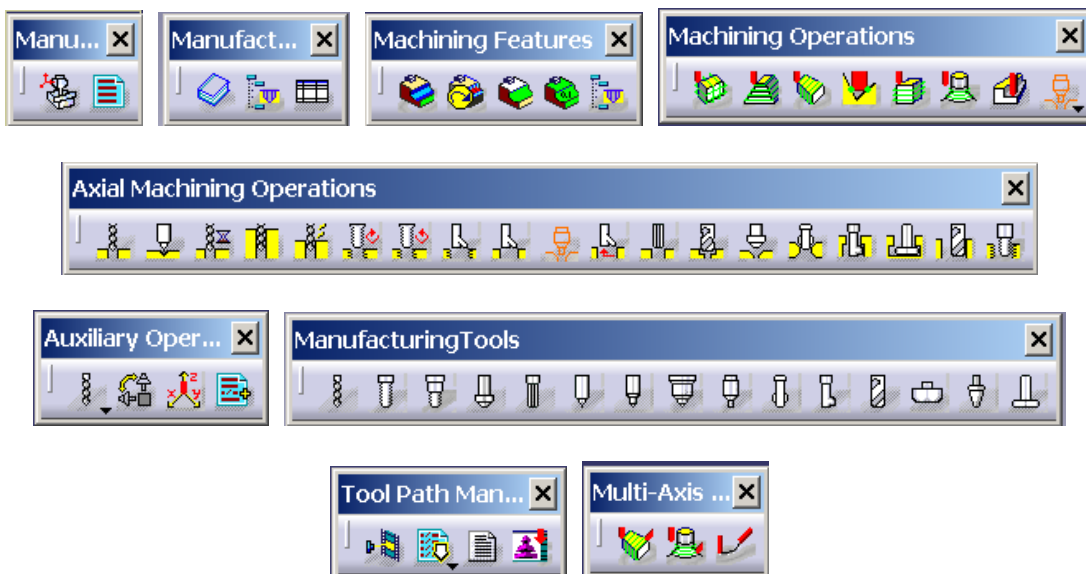 Manu...
Manufact...
Machining Features
Machining Operations
Axial Machining Operations
Auxiliary Oper...
ManufacturingTools
Tool Path Man...
Multi-Axis ...